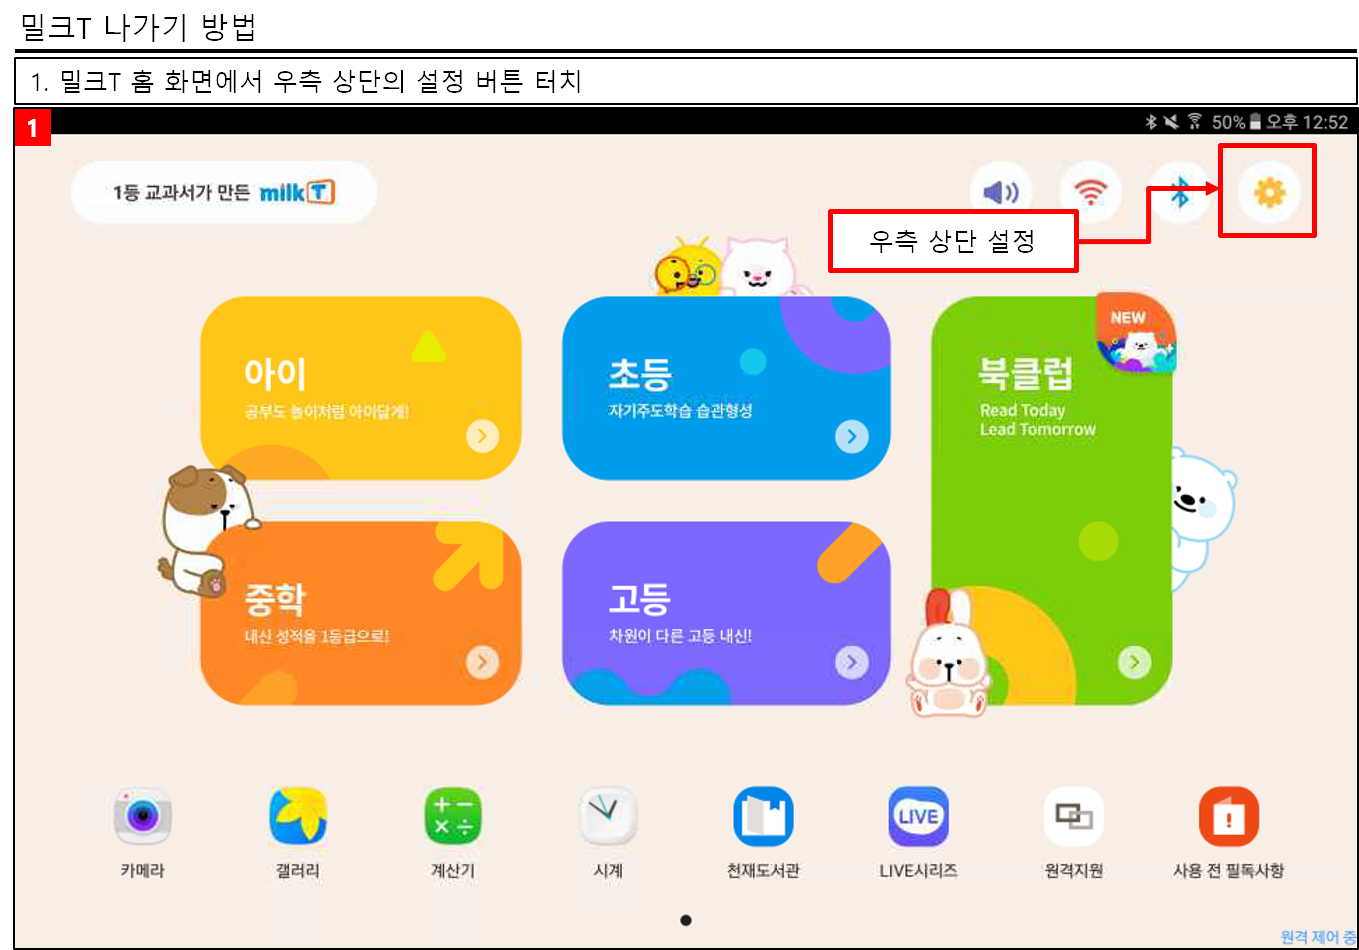 밀크T 나가기 방법
1. 밀크T 홈 화면에서 우측 상단의 설정 버튼 터치
1
50% 오후 12:52
1등 교과서가 만든 milk T
우측 상단 설정
아이
공부도 놀이처럼 아이답게!
초등
자기주도학습 습관형성
NEW
북클럽
Read Today
Lead Tomorrow
중학
내신 성적을 1등급으로!
고등
차원이 다른 고등 내신!
LIVE
카메라
갤러리
계산기
시계
천재도서관
LIVE시리즈
원격지원
사용 전 필독사항
원격 제어 중